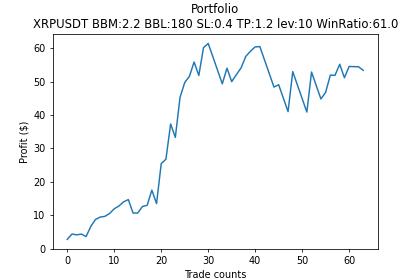 Portfolio
XRPUSDT BBM:2.2 BBL:180 SL:0.4 TP:1.2 lev:10 WinRatio:61.0
60
50
40
30
20
10
0
Profit ($)
0 10 20 30 40 50 60
Trade counts